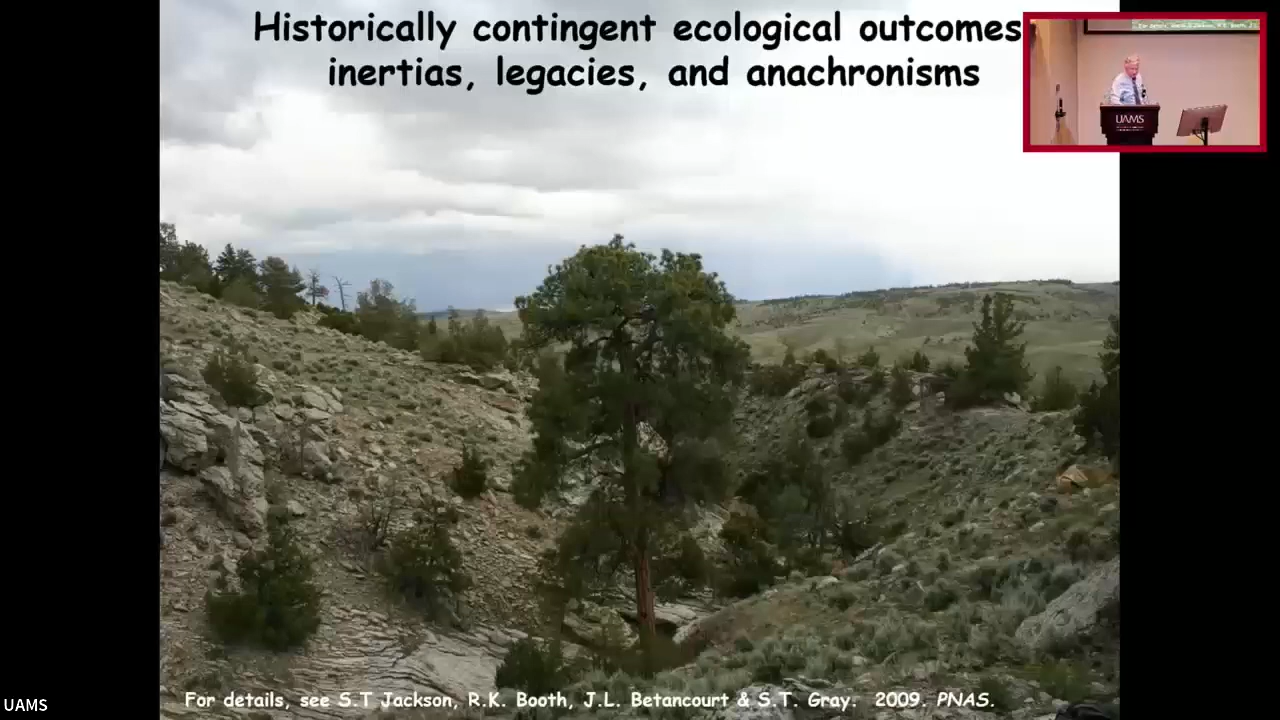 Historically contingent ecological outcomes
inertias, legacies, and anachronisms
UAMS
For details, see S.T Jackson, R.K. Booth, J.L. Betancourt & S.T. Gray. 2009. PNAS.
UAMS